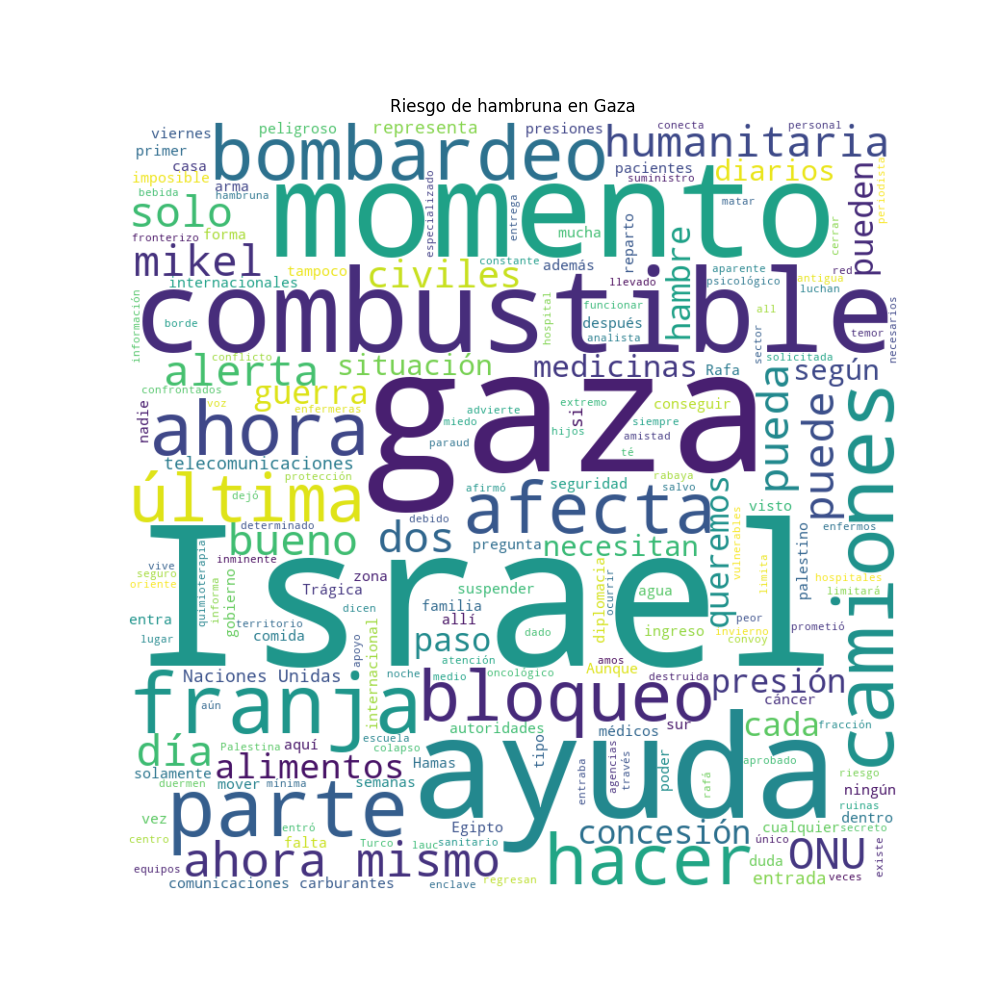 Riesgo de hambruna en Gaza
viernes
peligroso
representa
presiones
conecta
personal
primer
bombardeo
humanitaria
casa
pacientes
suministro
diarios
imposible
arma
bebida
hambruna
momento
especializado
entrega
matar
pueden
periodista
solo
forma
fronterizo
mucha
reparto
hambre
cerrar
mikel
tampoco
civiles
constante
además
aparente
red
antigua
internacionales
llevado
psicológico
luchan
información
combustible
borde
hospital
funcionar
después
analista
all
temor
necesarios
sector
conflicto
alerta
situación
medicinas
Rafa
solicitada
según
confrontados
guerra
voz
enfermeras
gaza
extremo
conseguir
pueda
puede
camiones
nadie
ahora
advierte
miedo
hijos
si
siempre
amistad
paraud
té
telecomunicaciones
protección
afirmó
seguridad
rabaya
salvo
última
dejó
afecta
queremos
visto
determinado
debido
bueno
dos
pregunta
necesitan
vulnerables
enfermos
palestino
vive
inminente
seguro
oriente
quimioterapia
informa
gobierno
zona
Trágica
suspender
diplomacia
ocurrir
agua
limita
hospitales
limitará
Israel
territorio
dicen
familia
entra
allí
peor
prometió
lugar
comida
internacional
paso
dado
ingreso
invierno
convoy
apoyo
noche
atención
medio
oncológico
amos
Aunque
destruida
Naciones Unidas
presión
aún
franja
bloqueo
cáncer
autoridades
sur
cada
fracción
médicos
día
Palestina
aquí
escuela
colapso
Hamas
tipo
agencias
través
poder
aprobado
solamente
alimentos
semanas
entraba
rafá
riesgo
duermen
mover
mínima
ayuda
ningún
ruinas
parte
dentro
vez
entró
Egipto
concesión
cualquier
secreto
centro
falta
Turco
lauc
sanitario
único
existe
ahora mismo
hacer
duda
ONU
equipos
entrada
veces
comunicaciones
carburantes
enclave
regresan